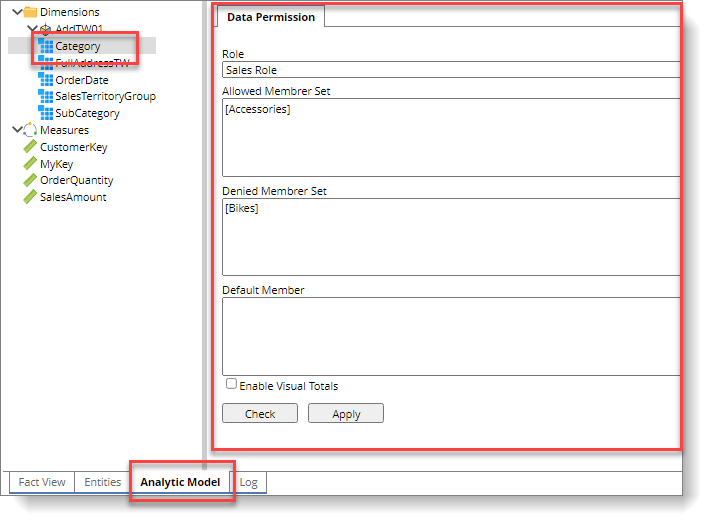 Dimensions
AddTW01
Category
FullAddressTW
OrderDate
SalesTerritoryGroup
SubCategory
Measures
CustomerKey
MyKey
OrderQuantity
SalesAmount
Data Permission
Role
Sales Role
Allowed Membrer Set
[Accessories]
Denied Membrer Set
[Bikes]
Default Member
Enable Visual Totals
Check Apply
Fact View Entities Analytic Model Log